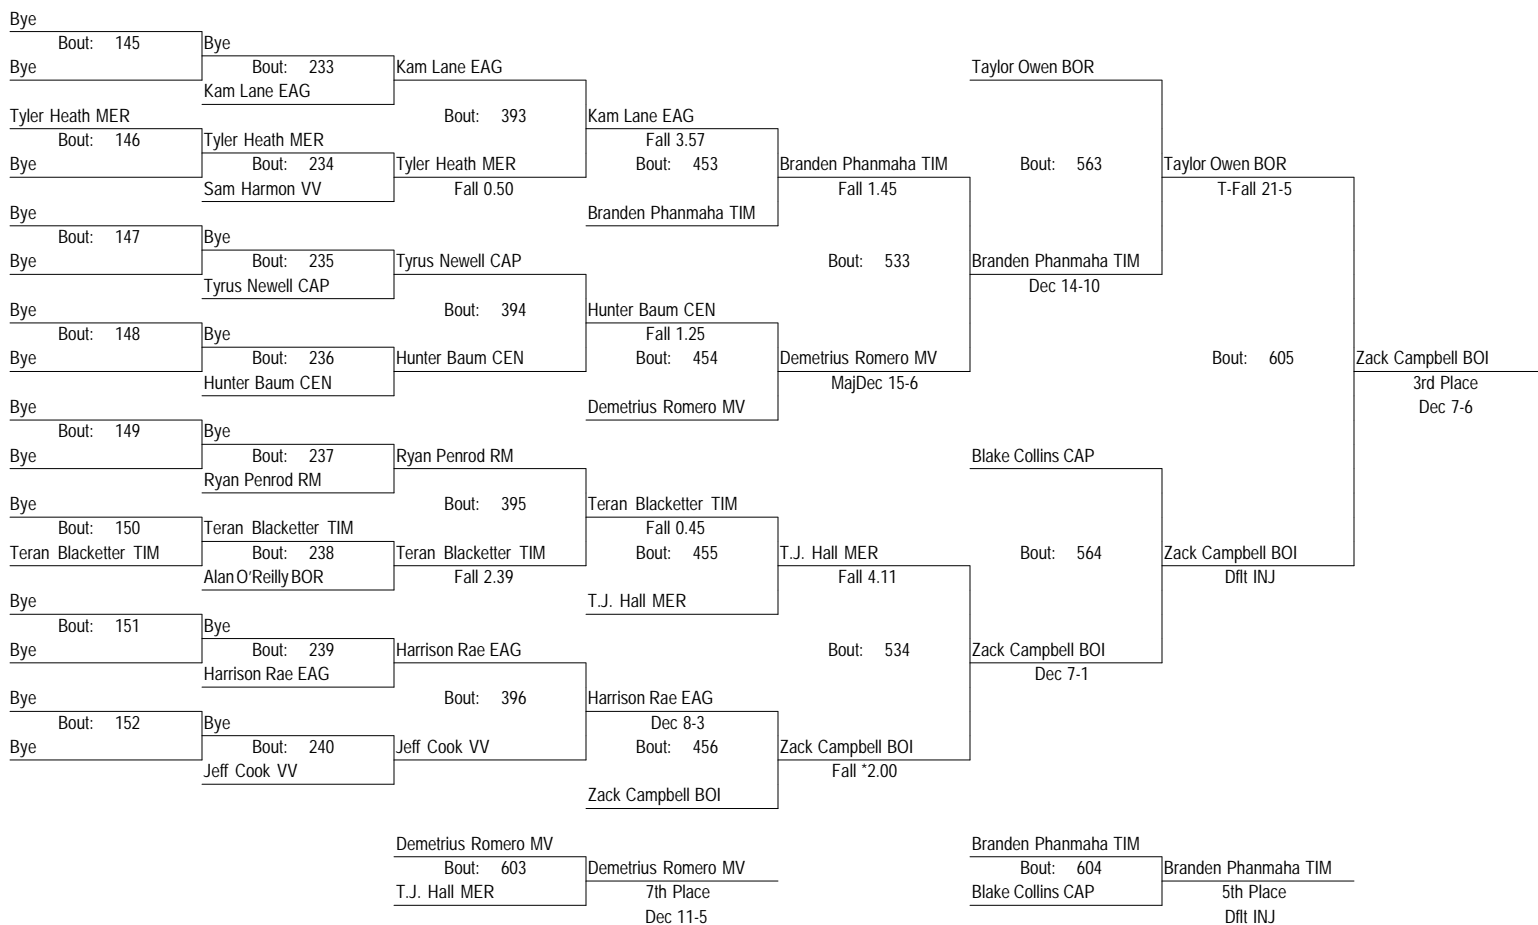 Bye
Bout: 145 Bye
Bye Bout: 233 Kam Lane EAG Taylor Owen BOR
Kam Lane EAG
Tyler Heath MER Bout: 393 Kam Lane EAG
Bout: 146 Tyler Heath MER Fall 3.57
Bye Bout: 234 Tyler Heath MER Bout: 453 Branden Phanmaha TIM Bout: 563 Taylor Owen BOR
Sam Harmon VV Fall 0.50 Fall 1.45 T-Fall 21-5
Bye Branden Phanmaha TIM
Bout: 147 Bye
Bye Bout: 235 Tyrus Newell CAP Bout: 533 Branden Phanmaha TIM
Tyrus Newell CAP Dec 14-10
Bye Bout: 394 Hunter Baum CEN
Bout: 148 Bye Fall 1.25
Bye Bout: 236 Hunter Baum CEN Bout: 454 Demetrius Romero MV Bout: 605 Zack Campbell BOI
Hunter Baum CEN MajDec 15-6 3rd Place
Bye Demetrius Romero MV Dec 7-6
Bout: 149 Bye
Bye Bout: 237 Ryan Penrod RM Blake Collins CAP
Ryan Penrod RM
Bye Bout: 395 Teran Blacketter TIM
Bout: 150 Teran Blacketter TIM Fall 0.45
Teran Blacketter TIM Bout: 238 Teran Blacketter TIM Bout: 455 T.J. Hall MER Bout: 564 Zack Campbell BOI
Alan O'Reilly BOR Fall 2.39 Fall 4.11 Dflt INJ
Bye T.J. Hall MER
Bout: 151 Bye
Bye Bout: 239 Harrison Rae EAG Bout: 534 Zack Campbell BOI
Harrison Rae EAG Dec 7-1
Bye Bout: 396 Harrison Rae EAG
Bout: 152 Bye Dec 8-3
Bye Bout: 240 Jeff Cook VV Bout: 456 Zack Campbell BOI
Jeff Cook VV Fall *2.00
Zack Campbell BOI
Demetrius Romero MV Branden Phanmaha TIM
Bout: 603 Demetrius Romero MV Bout: 604 Branden Phanmaha TIM
T.J. Hall MER 7th Place Blake Collins CAP 5th Place
Dec 11-5 Dflt INJ